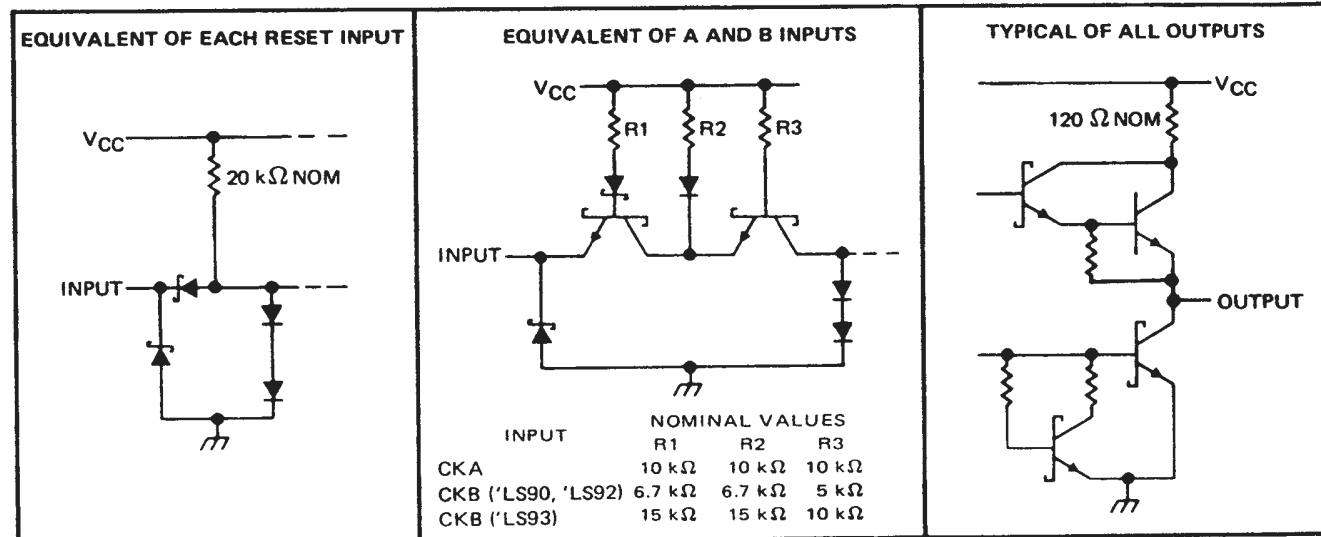 EQUIVALENT OF EACH RESET INPUT
VCC
20 kΩ NOM
INPUT
EQUIVALENT OF A AND B INPUTS
VCC
R1
R2
R3
INPUT
NOMINAL VALUES
INPUT R1 R2 R3
CKA 10 kΩ 10 kΩ 10 kΩ
CKB ('LS90, 'LS92) 6.7 kΩ 6.7 kΩ 5 kΩ
CKB ('LS93) 15 kΩ 15 kΩ 10 kΩ
TYPICAL OF ALL OUTPUTS
VCC
120 Ω NOM
OUTPUT